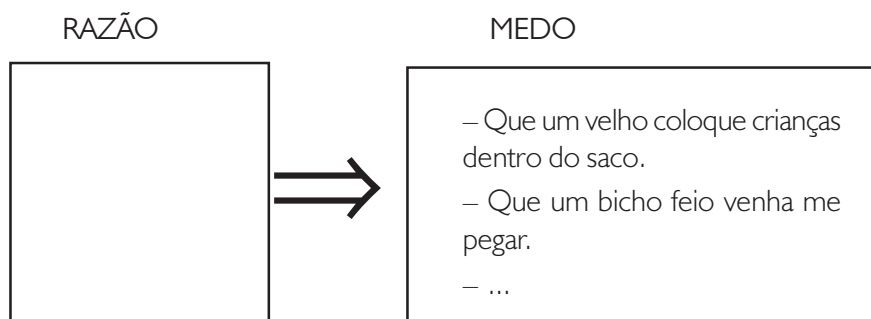 RAZÃO
MEDO
– Que um velho coloque crianças
dentro do saco.
– Que um bicho feio venha me
pegar.
– ...